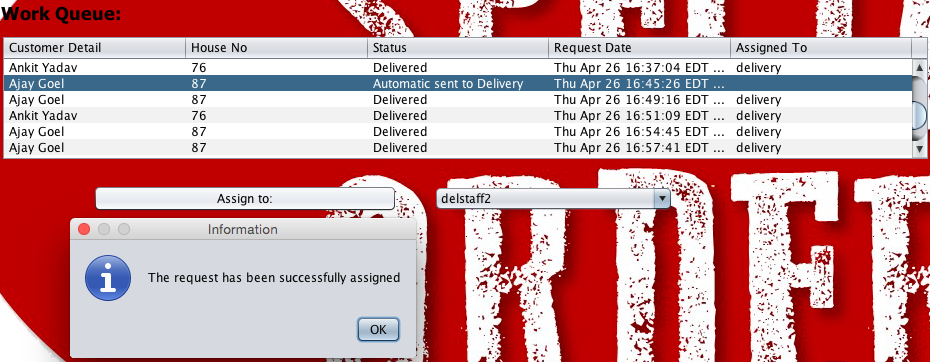 Work Queue:
Customer Detail House No Status Request Date Assigned To
Ankit Yadav 76 Delivered Thu Apr 26 16:37:04 EDT ... delivery
Ajay Goel 87 Automatic sent to Delivery Thu Apr 26 16:45:26 EDT ...
Ajay Goel 87 Delivered Thu Apr 26 16:49:16 EDT ... delivery
Ankit Yadav 76 Delivered Thu Apr 26 16:51:09 EDT ... delivery
Ajay Goel 87 Delivered Thu Apr 26 16:54:45 EDT ... delivery
Ajay Goel 87 Delivered Thu Apr 26 16:57:41 EDT ... delivery
Assign to: delstaff2
Information
The request has been successfully assigned
OK